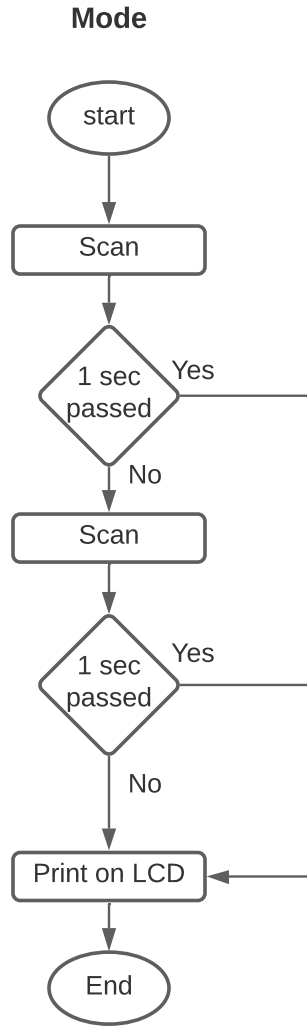 Mode
start
Scan
1 sec
passed
Yes
No
Scan
1 sec
passed
Yes
No
Print on LCD
End